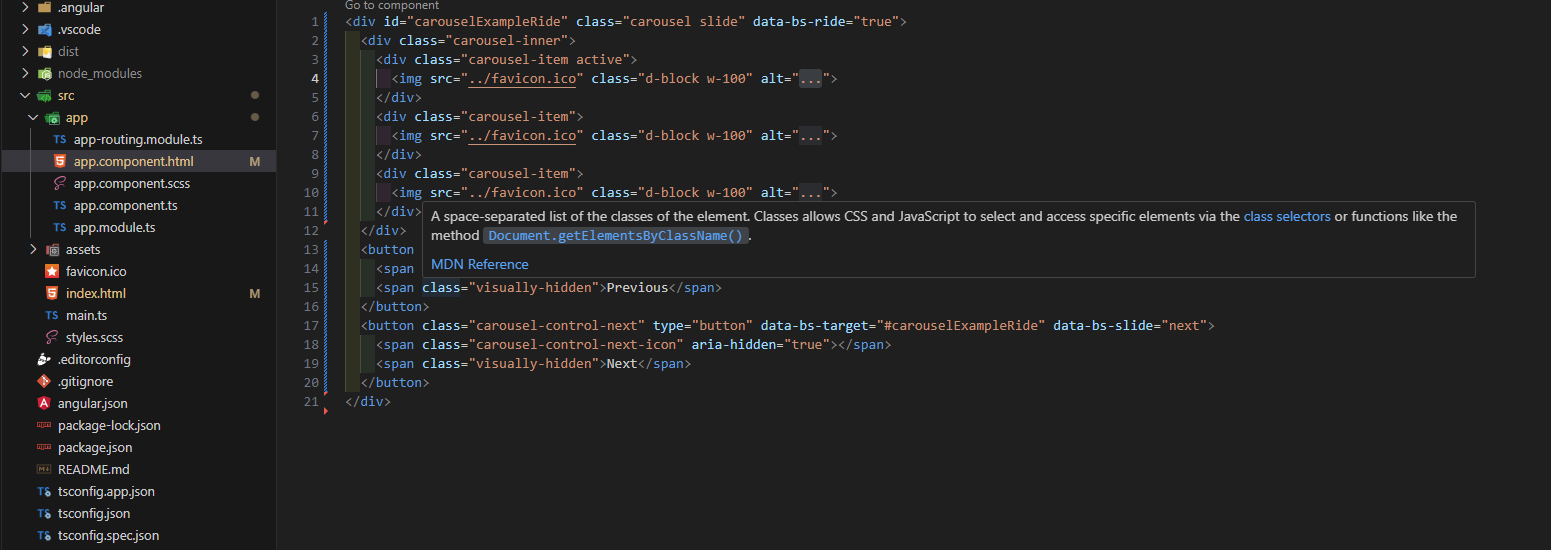 .angular
.vscode
dist
node_modules
src
app
TS app-routing.module.ts
app.component.html M
app.component.scss
TS app.component.ts
TS app.module.ts
assets
favicon.ico
index.html M
TS main.ts
styles.scss
.editorconfig
.gitignore
angular.json
package-lock.json
package.json
README.md
TS tsconfig.app.json
TS tsconfig.json
TS tsconfig.spec.json
Go to component
1 <div id="carouselExampleRide" class="carousel slide" data-bs-ride="true">
2 <div class="carousel-inner">
3 <div class="carousel-item active">
4 <img src="../favicon.ico" class="d-block w-100" alt="...">
5 </div>
6 <div class="carousel-item">
7 <img src="../favicon.ico" class="d-block w-100" alt="...">
8 </div>
9 <div class="carousel-item">
10 <img src="../favicon.ico" class="d-block w-100" alt="...">
11 </div>
12 </div>
13 <button
14 <span
15 <span class="visually-hidden">Previous</span>
16 </button>
17 <button class="carousel-control-next" type="button" data-bs-target="#carouselExampleRide" data-bs-slide="next">
18 <span class="carousel-control-next-icon" aria-hidden="true"></span>
19 <span class="visually-hidden">Next</span>
20 </button>
21 </div>
A space-separated list of the classes of the element. Classes allows CSS and JavaScript to select and access specific elements via the class selectors or functions like the
method Document.getElementsByClassName().
MDN Reference